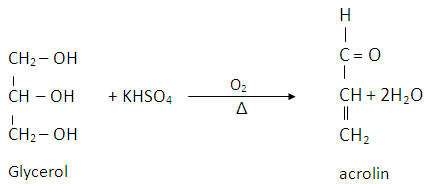 H
CH₂ – OH
C = O
O₂
CH – OH + KHSO₄
Δ
CH + 2H₂O
CH₂ – OH
CH₂
Glycerol
acrolin